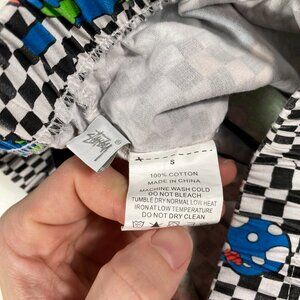 Stüssy
S
100% COTTON
MADE IN CHINA
MACHINE WASH COLD
DO NOT BLEACH
TUMBLE DRY NORMAL LOW HEAT
IRON AT LOW TEMPERATURE
DO NOT DRY CLEAN